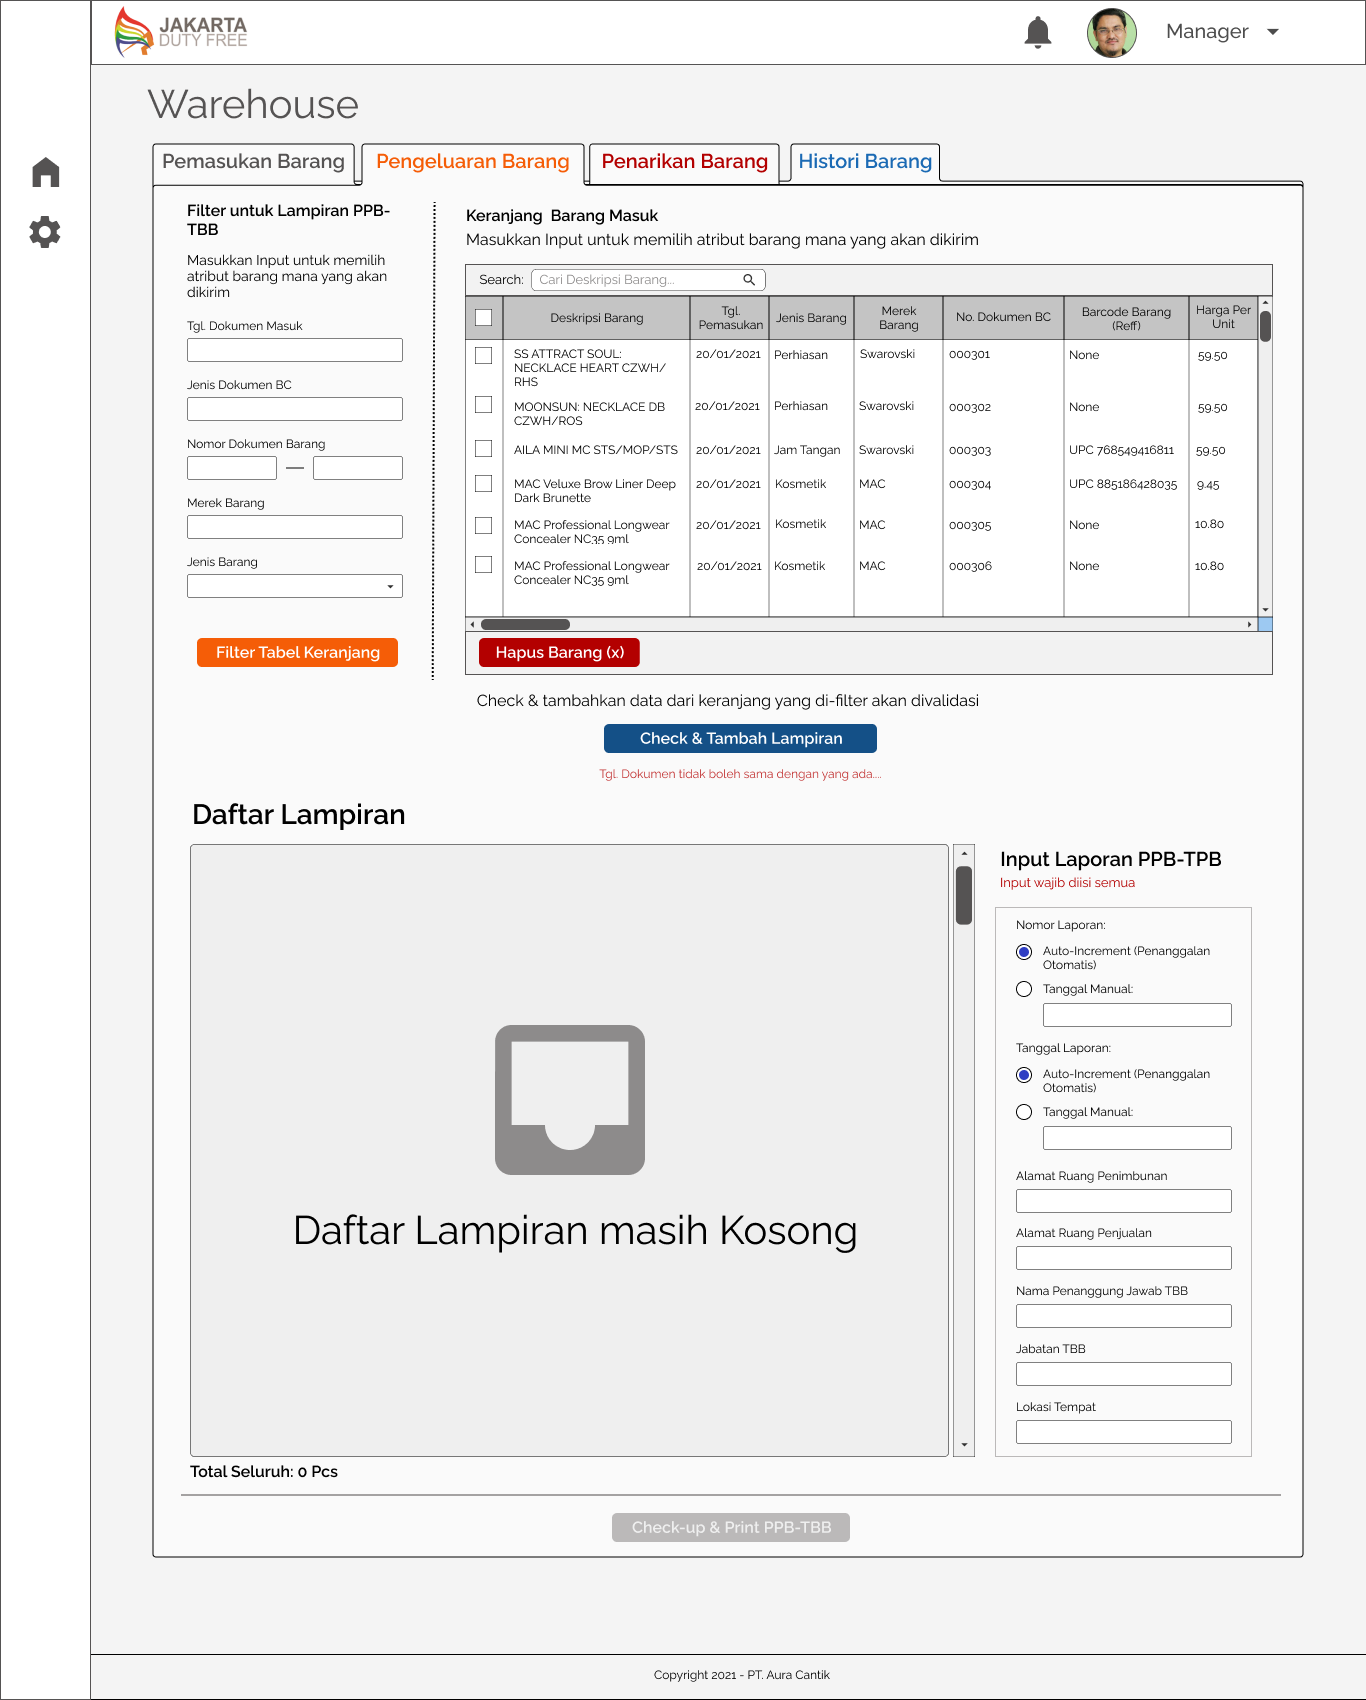 JAKARTA
DUTY FREE
Manager
Warehouse
Pemasukan Barang
Pengeluaran Barang
Penarikan Barang
Histori Barang
Filter untuk Lampiran PPB-
TBB
Masukkan Input untuk memilih
atribut barang mana yang akan
dikirim
Tgl. Dokumen Masuk
Jenis Dokumen BC
Nomor Dokumen Barang
—
Merek Barang
Jenis Barang
Filter Tabel Keranjang
Keranjang  Barang Masuk
Masukkan Input untuk memilih atribut barang mana yang akan dikirim
Search: Cari Deskripsi Barang...
Deskripsi Barang
Tgl.
Pemasukan
Jenis Barang
Merek
Barang
No. Dokumen BC
Barcode Barang
(Reff)
Harga Per
Unit
SS ATTRACT SOUL:
NECKLACE HEART CZWH/
RHS
20/01/2021
Perhiasan
Swarovski
000301
None
59.50
MOONSUN: NECKLACE DB
CZWH/ROS
20/01/2021
Perhiasan
Swarovski
000302
None
59.50
AILA MINI MC STS/MOP/STS
20/01/2021
Jam Tangan
Swarovski
000303
UPC 768549416811
59.50
MAC Veluxe Brow Liner Deep
Dark Brunette
20/01/2021
Kosmetik
MAC
000304
UPC 885186428035
9.45
MAC Professional Longwear
Concealer NC35 9ml
20/01/2021
Kosmetik
MAC
000305
None
10.80
MAC Professional Longwear
Concealer NC35 9ml
20/01/2021
Kosmetik
MAC
000306
None
10.80
Hapus Barang (x)
Check & tambahkan data dari keranjang yang di-filter akan divalidasi
Check & Tambah Lampiran
Tgl. Dokumen tidak boleh sama dengan yang ada....
Daftar Lampiran
Daftar Lampiran masih Kosong
Total Seluruh: 0 Pcs
Input Laporan PPB-TPB
Input wajib diisi semua
Nomor Laporan:
Auto-Increment (Penanggalan
Otomatis)
Tanggal Manual:
Tanggal Laporan:
Auto-Increment (Penanggalan
Otomatis)
Tanggal Manual:
Alamat Ruang Penimbunan
Alamat Ruang Penjualan
Nama Penanggung Jawab TBB
Jabatan TBB
Lokasi Tempat
Check-up & Print PPB-TBB
Copyright 2021 - PT. Aura Cantik